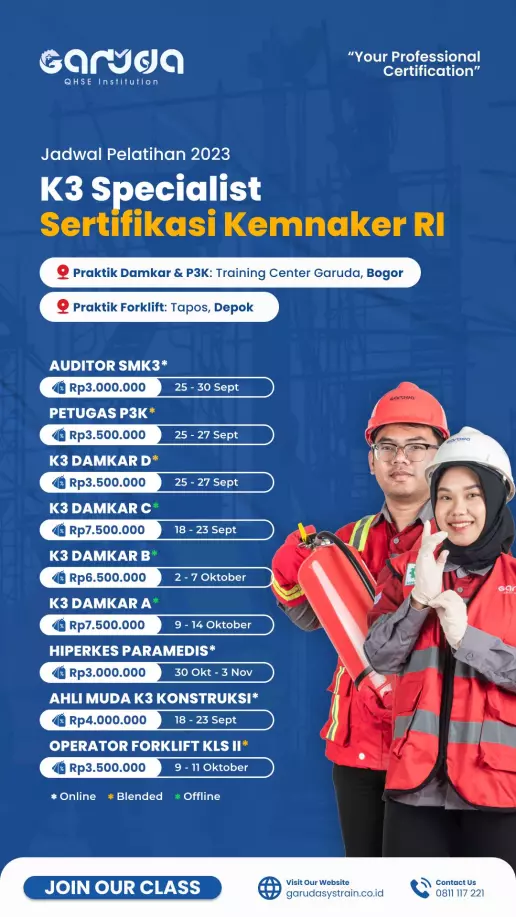 GARUDA
QHSE Institution
“Your Professional
Certification”
Jadwal Pelatihan 2023
K3 Specialist
Sertifikasi Kemnaker RI
Praktik Damkar & P3K: Training Center Garuda, Bogor
Praktik Forklift: Tapos, Depok
AUDITOR SMK3*
Rp3.000.000 25 - 30 Sept
PETUGAS P3K*
Rp3.500.000 25 - 27 Sept
K3 DAMKAR D*
Rp3.500.000 25 - 27 Sept
K3 DAMKAR C*
Rp7.500.000 18 - 23 Sept
K3 DAMKAR B*
Rp6.500.000 2 - 7 Oktober
K3 DAMKAR A*
Rp7.500.000 9 - 14 Oktober
HIPERKES PARAMEDIS*
Rp3.000.000 30 Okt - 3 Nov
AHLI MUDA K3 KONSTRUKSI*
Rp4.000.000 18 - 23 Sept
OPERATOR FORKLIFT KLS II*
Rp3.500.000 9 - 11 Oktober
* Online * Blended * Offline
JOIN OUR CLASS
Visit Our Website
garudasystrain.co.id
Contact Us
0811 117 221